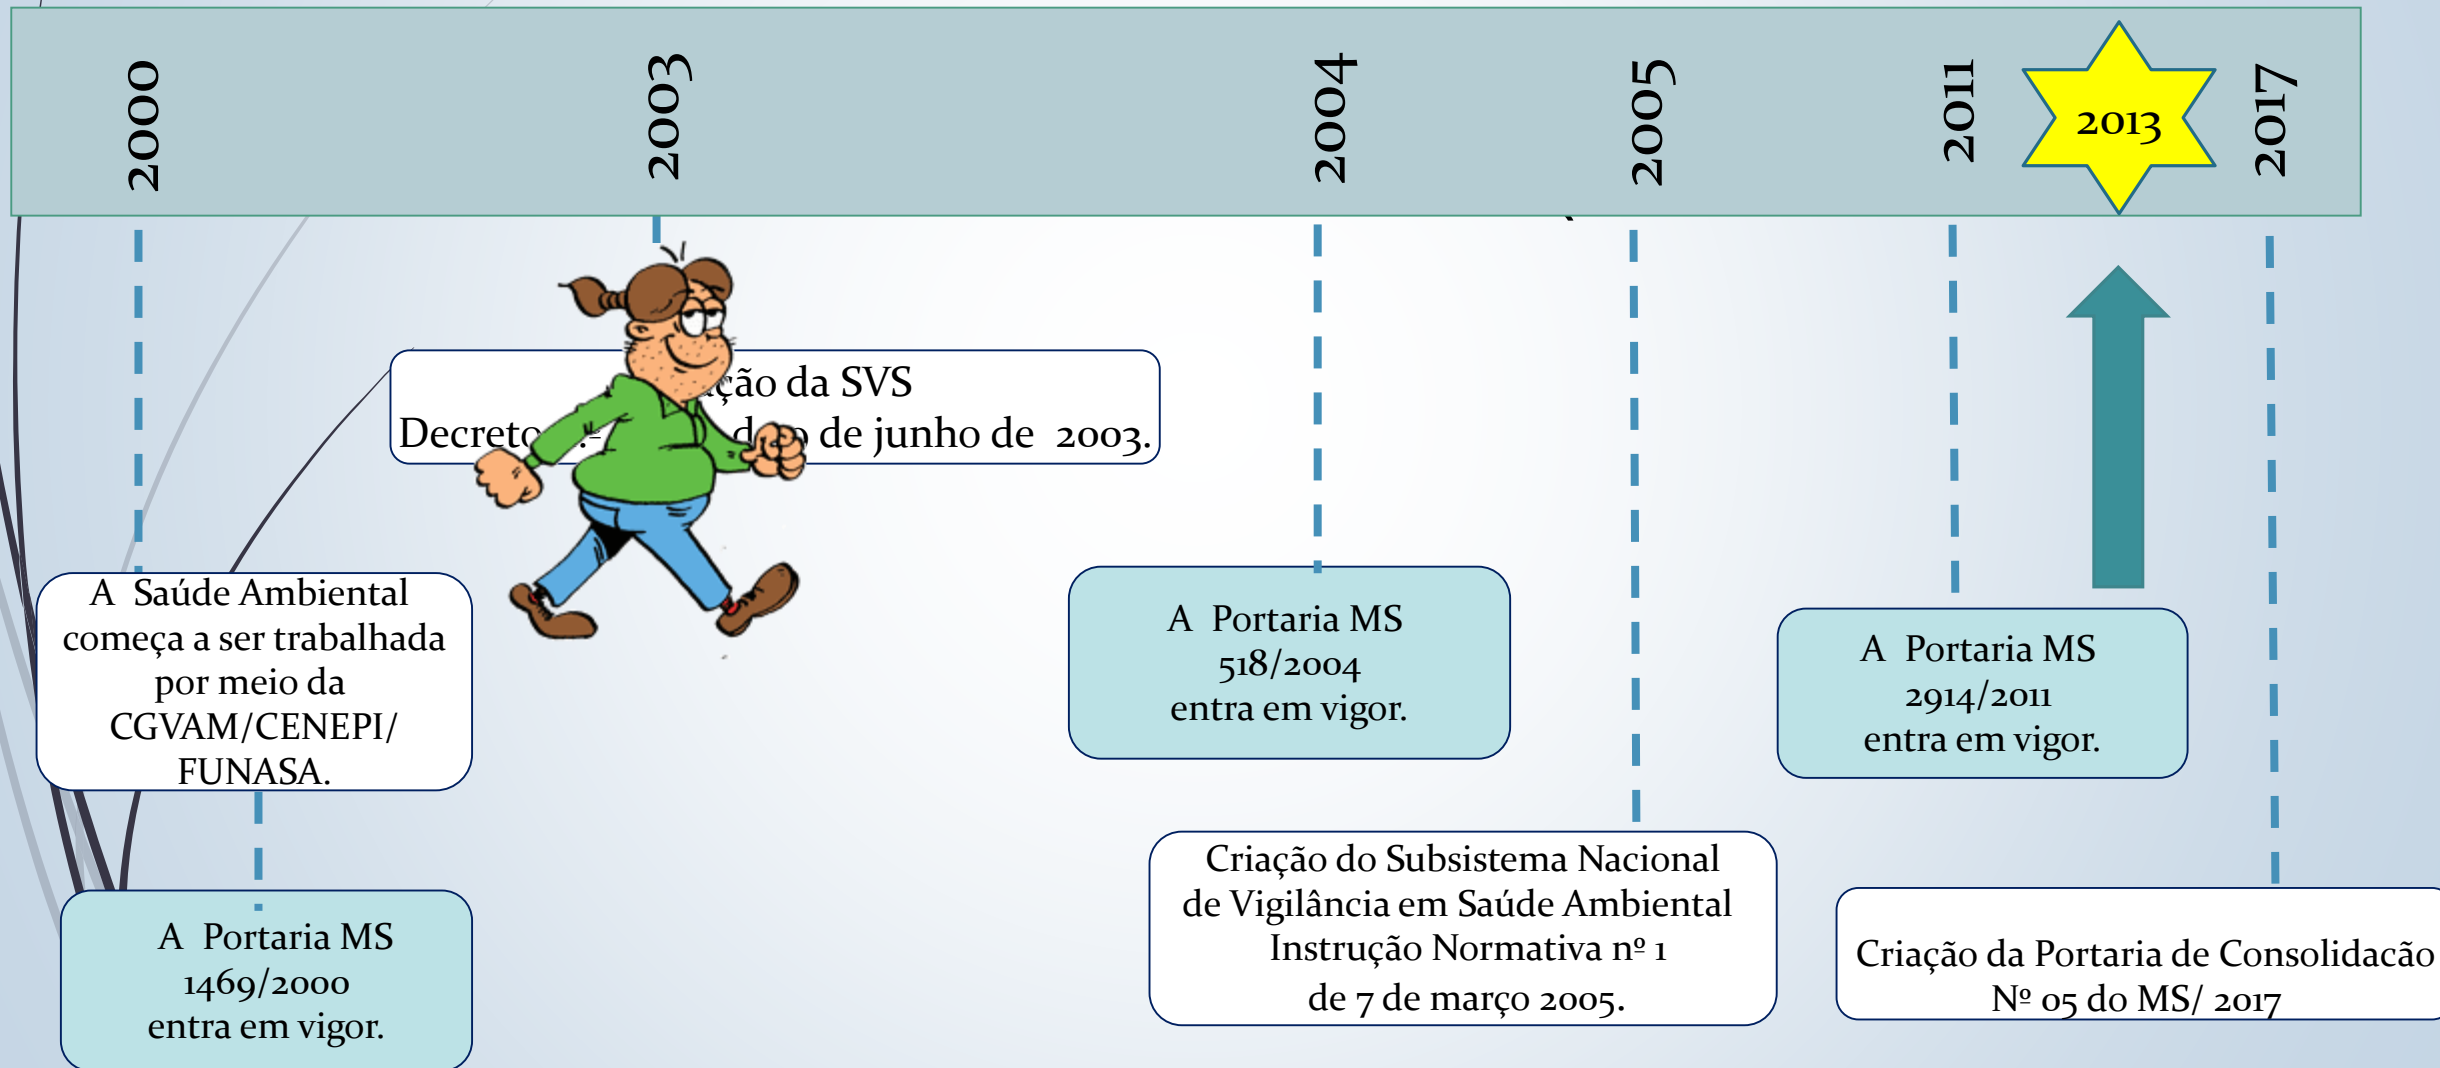 2000
2003
2004
2005
2011
2013
2017
ção da SVS
Decreto de junho de 2003.
A Saúde Ambiental
começa a ser trabalhada
por meio da
CGVAM/CENEPI/
FUNASA.
A Portaria MS
1469/2000
entra em vigor.
A Portaria MS
518/2004
entra em vigor.
Criação do Subsistema Nacional
de Vigilância em Saúde Ambiental
Instrução Normativa nº 1
de 7 de março 2005.
A Portaria MS
2914/2011
entra em vigor.
Criação da Portaria de Consolidacão
Nº 05 do MS/ 2017